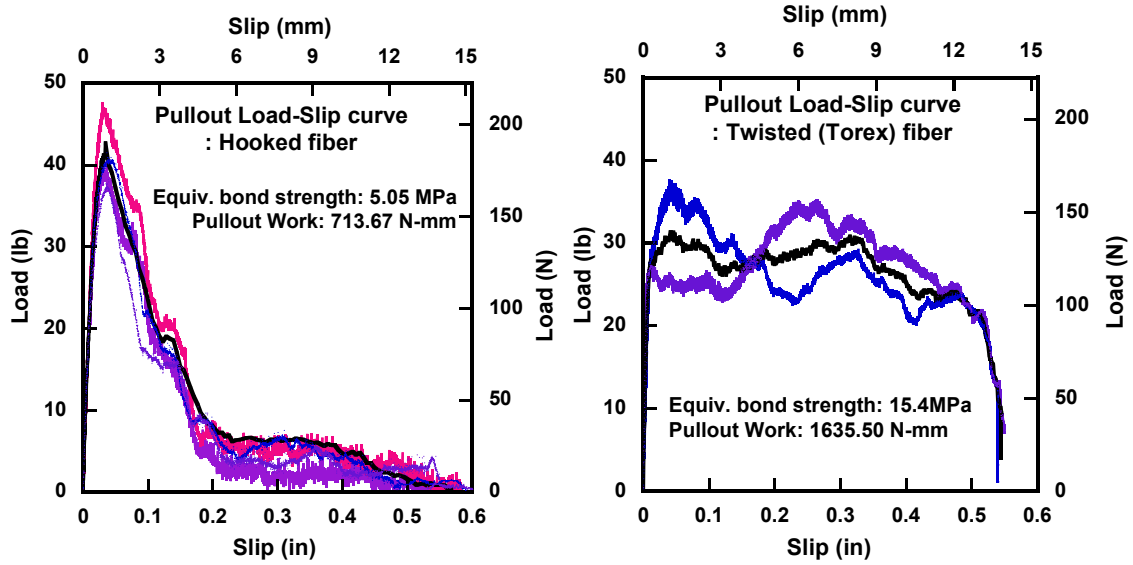 Slip (mm)
0 3 6 9 12 15
50
40
30
20
10
0
Load (lb)
Pullout Load-Slip curve
: Hooked fiber
Equiv. bond strength: 5.05 MPa
Pullout Work: 713.67 N-mm
200
150
100
50
0
Load (N)
0 0.1 0.2 0.3 0.4 0.5 0.6
Slip (in)
Slip (mm)
0 3 6 9 12 15
50
40
30
20
10
0
Load (lb)
Pullout Load-Slip curve
: Twisted (Torex) fiber
Equiv. bond strength: 15.4MPa
Pullout Work: 1635.50 N-mm
200
150
100
50
0
Load (N)
0 0.1 0.2 0.3 0.4 0.5 0.6
Slip (in)